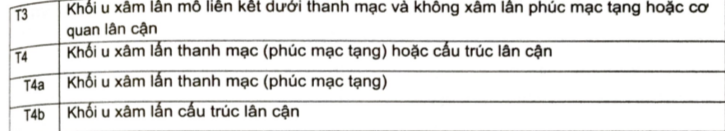 T3 Khối u xâm lấn mô liên kết dưới thanh mạc và không xâm lấn phúc mạc tạng hoặc cơ
quan lân cận
T4 Khối u xâm lấn thanh mạc (phúc mạc tạng) hoặc cấu trúc lân cận
T4a Khối u xâm lấn thanh mạc (phúc mạc tạng)
T4b Khối u xâm lấn cấu trúc lân cận